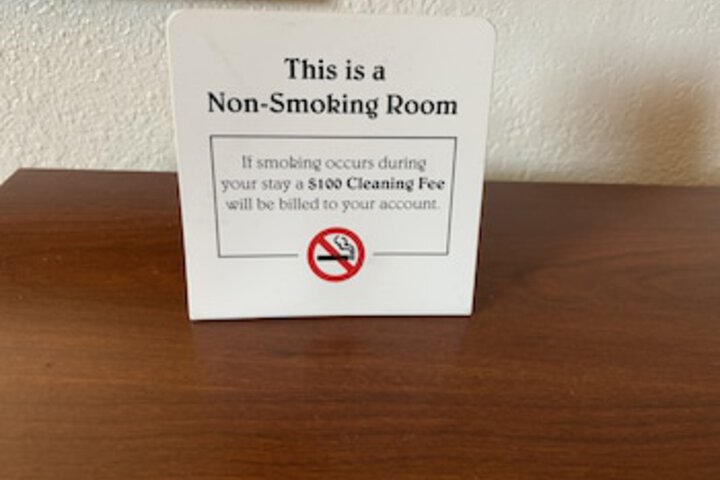 This is a
Non-Smoking Room
If smoking occurs during
your stay a $100 Cleaning Fee
will be billed to your account.